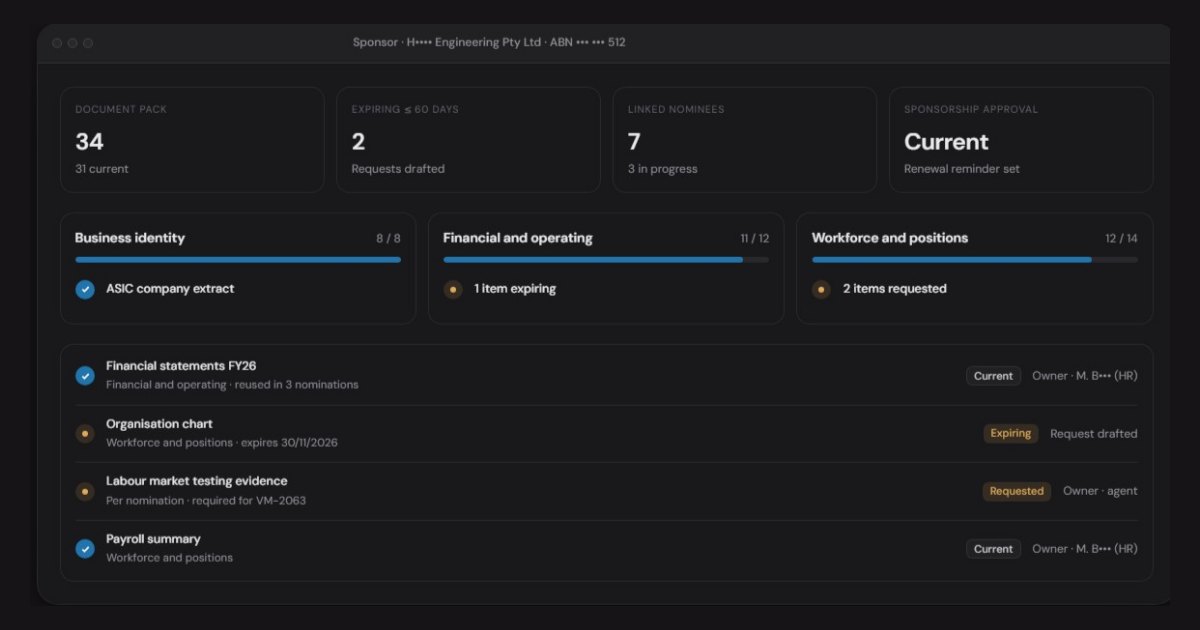 Sponsor · H•••• Engineering Pty Ltd · ABN ••• ••• 512
DOCUMENT PACK
34
31 current
EXPIRING ≤ 60 DAYS
2
Requests drafted
LINKED NOMINEES
7
3 in progress
SPONSORSHIP APPROVAL
Current
Renewal reminder set
Business identity 8 / 8
ASIC company extract
Financial and operating 11 / 12
1 item expiring
Workforce and positions 12 / 14
2 items requested
Financial statements FY26
Financial and operating · reused in 3 nominations
Current Owner · M. B••• (HR)
Organisation chart
Workforce and positions · expires 30/11/2026
Expiring Request drafted
Labour market testing evidence
Per nomination · required for VM-2063
Requested Owner · agent
Payroll summary
Workforce and positions
Current Owner · M. B••• (HR)